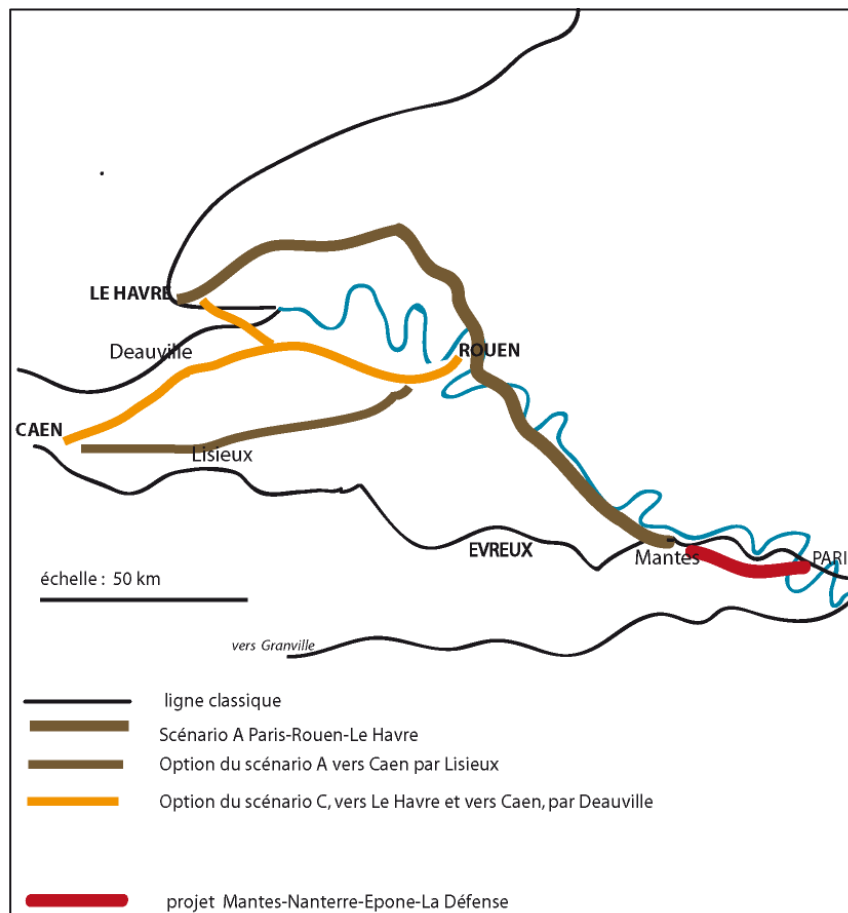 LE HAVRE
Deauville
ROUEN
CAEN
Lisieux
EVREUX
Mantes
PARI
échelle : 50 km
vers Granville
ligne classique
Scénario A Paris-Rouen-Le Havre
Option du scénario A vers Caen par Lisieux
Option du scénario C, vers Le Havre et vers Caen, par Deauville
projet Mantes-Nanterre-Epone-La Défense